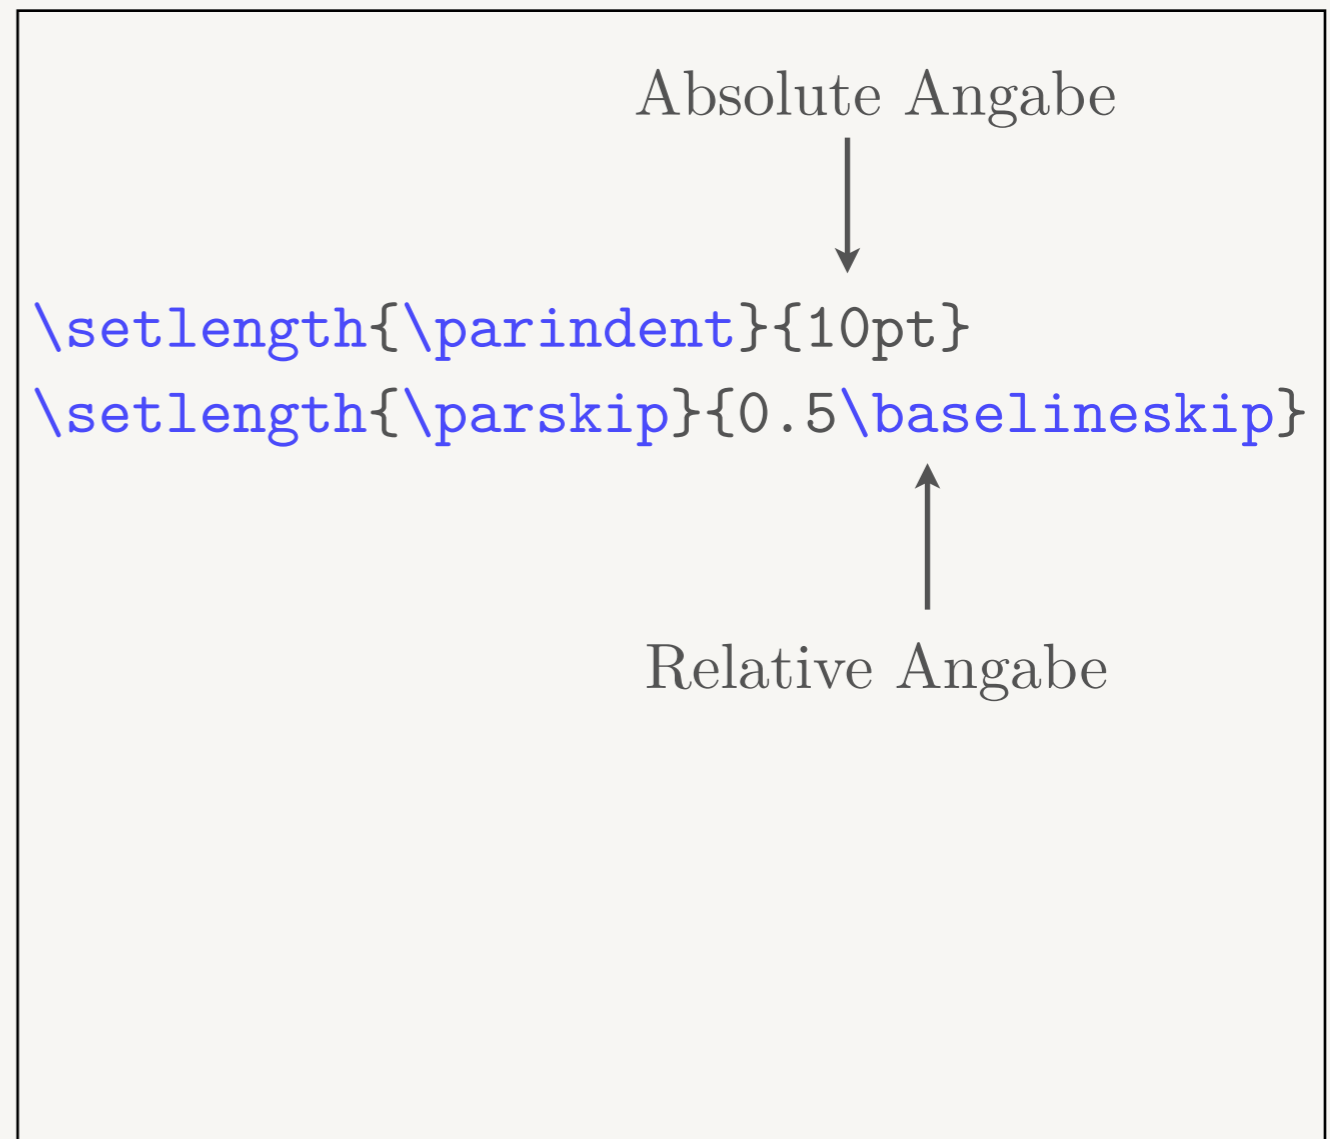 Absolute Angabe
\setlength{\parindent}{10pt}
\setlength{\parskip}{0.5\baselineskip}
Relative Angabe